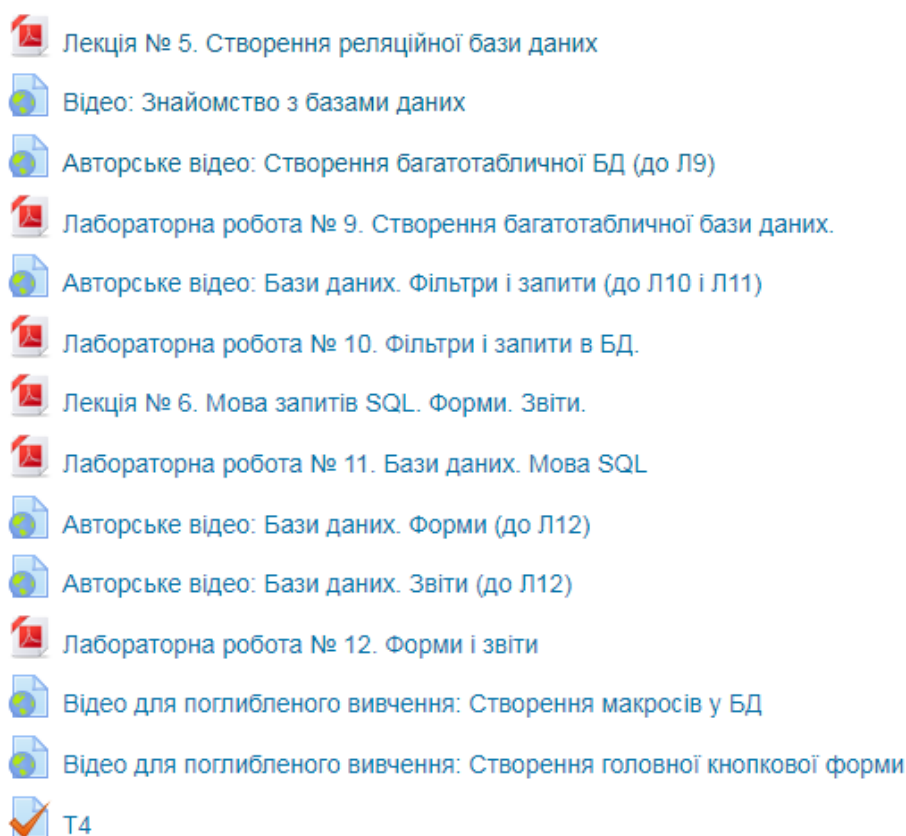 Лекція № 5. Створення реляційної бази даних
Відео: Знайомство з базами даних
Авторське відео: Створення багатотабличної БД (до Л9)
Лабораторна робота № 9. Створення багатотабличної бази даних.
Авторське відео: Бази даних. Фільтри і запити (до Л10 і Л11)
Лабораторна робота № 10. Фільтри і запити в БД.
Лекція № 6. Мова запитів SQL. Форми. Звіти.
Лабораторна робота № 11. Бази даних. Мова SQL
Авторське відео: Бази даних. Форми (до Л12)
Авторське відео: Бази даних. Звіти (до Л12)
Лабораторна робота № 12. Форми і звіти
Відео для поглибленого вивчення: Створення макросів у БД
Відео для поглибленого вивчення: Створення головної кнопкової форми
Т4